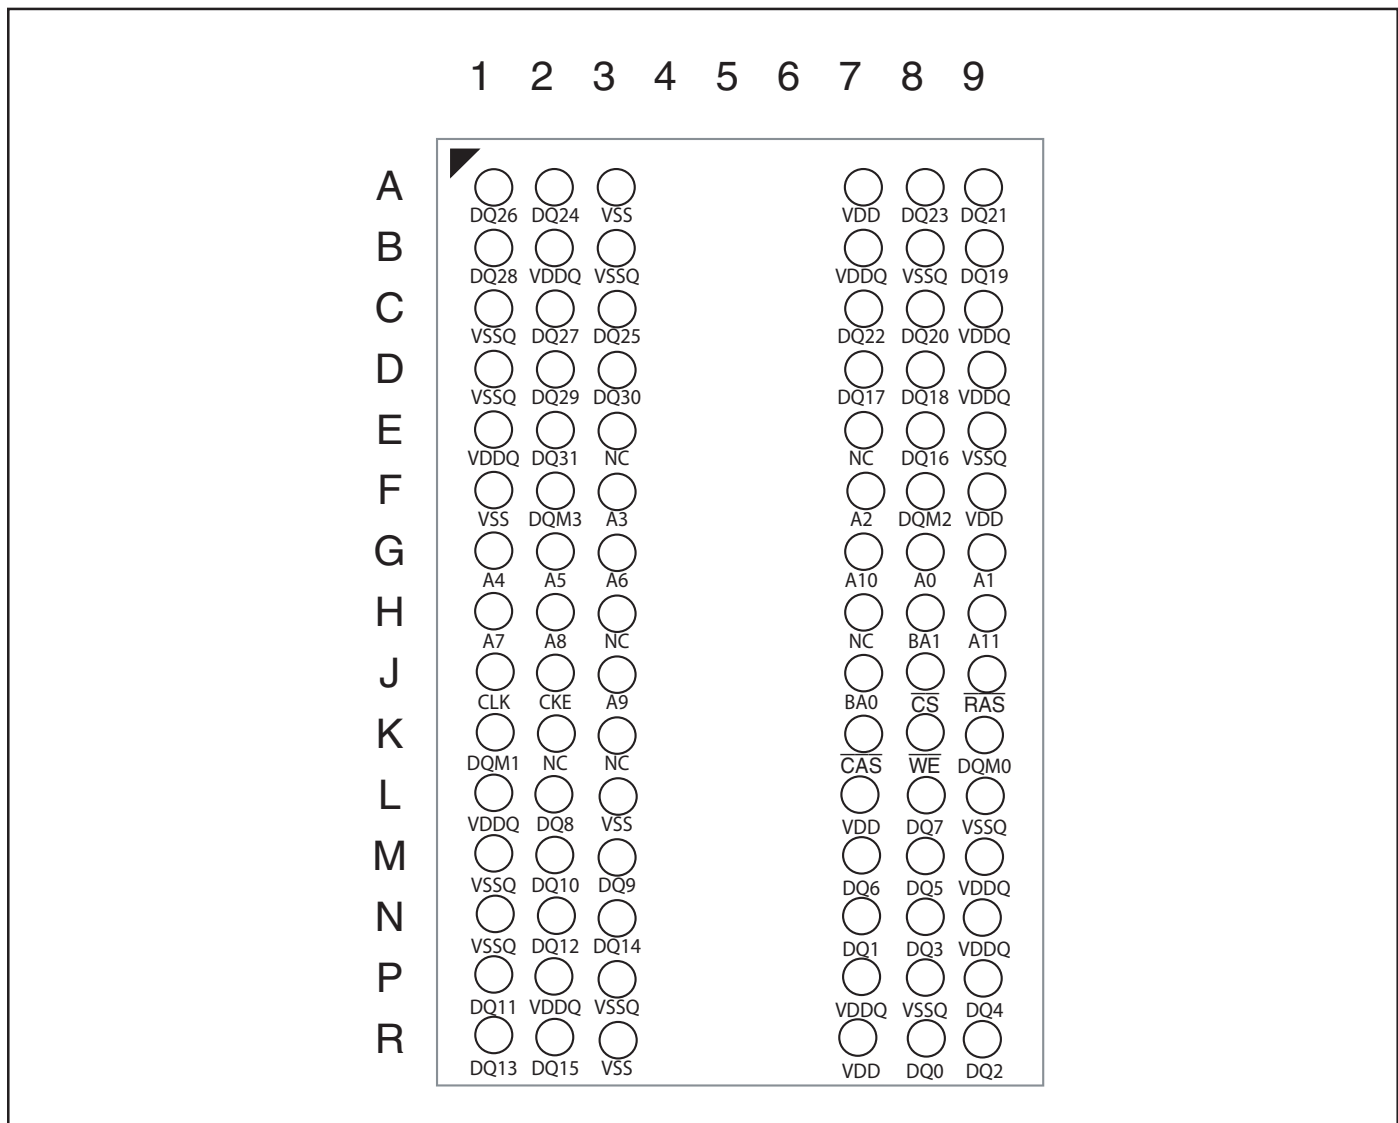 1 2 3 4 5 6 7 8 9
A
DQ26 DQ24 VSS VDD DQ23 DQ21
B
DQ28 VDDQ VSSQ VDDQ VSSQ DQ19
C
VSSQ DQ27 DQ25 DQ22 DQ20 VDDQ
D
VSSQ DQ29 DQ30 DQ17 DQ18 VDDQ
E
VDDQ DQ31 NC NC DQ16 VSSQ
F
VSS DQM3 A3 A2 DQM2 VDD
G
A4 A5 A6 A10 A0 A1
H
A7 A8 NC NC BA1 A11
J
CLK CKE A9 BA0 C̅S̅ R̅A̅S̅
K
DQM1 NC NC C̅A̅S̅ W̅E̅ DQM0
L
VDDQ DQ8 VSS VDD DQ7 VSSQ
M
VSSQ DQ10 DQ9 DQ6 DQ5 VDDQ
N
VSSQ DQ12 DQ14 DQ1 DQ3 VDDQ
P
DQ11 VDDQ VSSQ VDDQ VSSQ DQ4
R
DQ13 DQ15 VSS VDD DQ0 DQ2